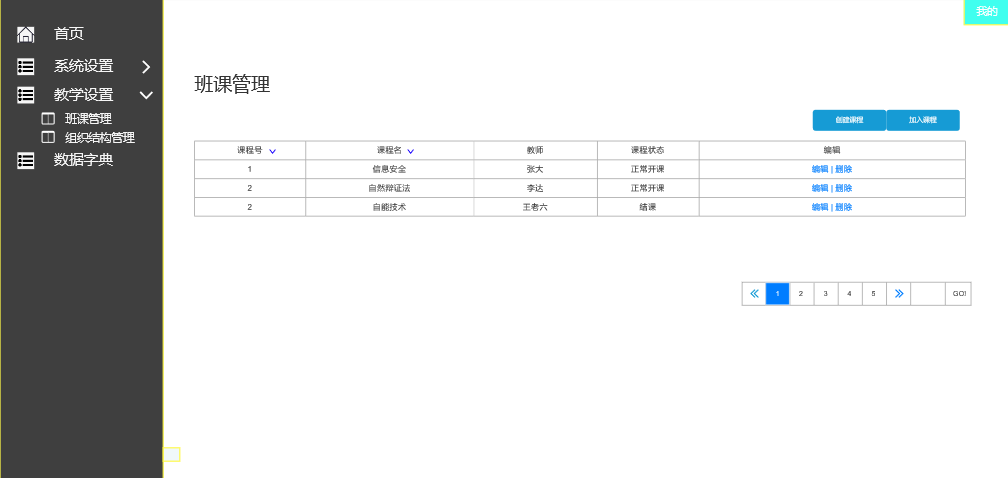 我的
首页
系统设置
教学设置
班课管理
组织结构管理
数据字典
班课管理
创建课程 加入课程
课程号 课程名 教师 课程状态 编辑
1 信息安全 张大 正常开课 编辑 | 删除
2 自然辩证法 李达 正常开课 编辑 | 删除
2 自能技术 王老六 结课 编辑 | 删除
1 2 3 4 5 GO!